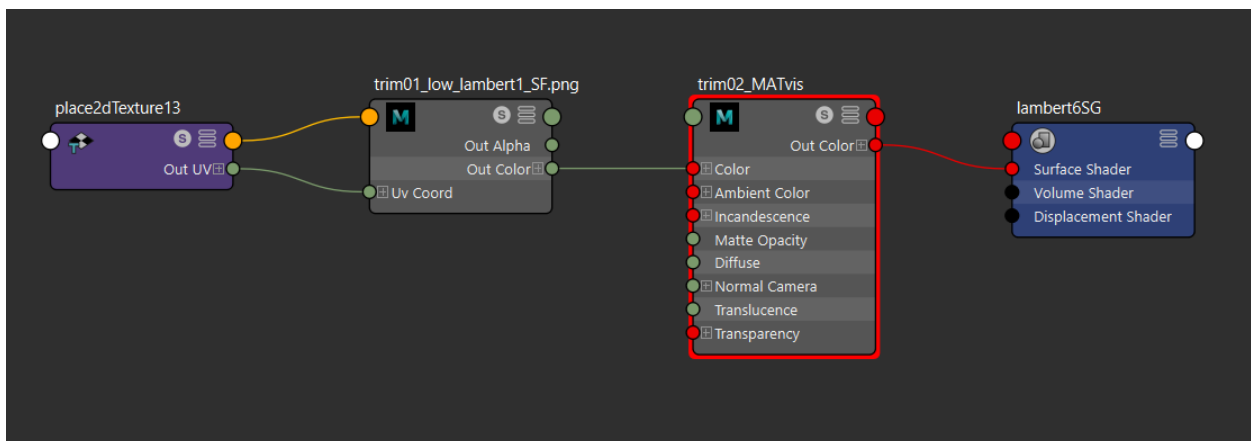 place2dTexture13
S
Out UV
trim01_low_lambert1_SF.png
M
S
Out Alpha
Out Color
Uv Coord
trim02_MATvis
M
S
Out Color
Color
Ambient Color
Incandescence
Matte Opacity
Diffuse
Normal Camera
Translucence
Transparency
lambert6SG
Surface Shader
Volume Shader
Displacement Shader